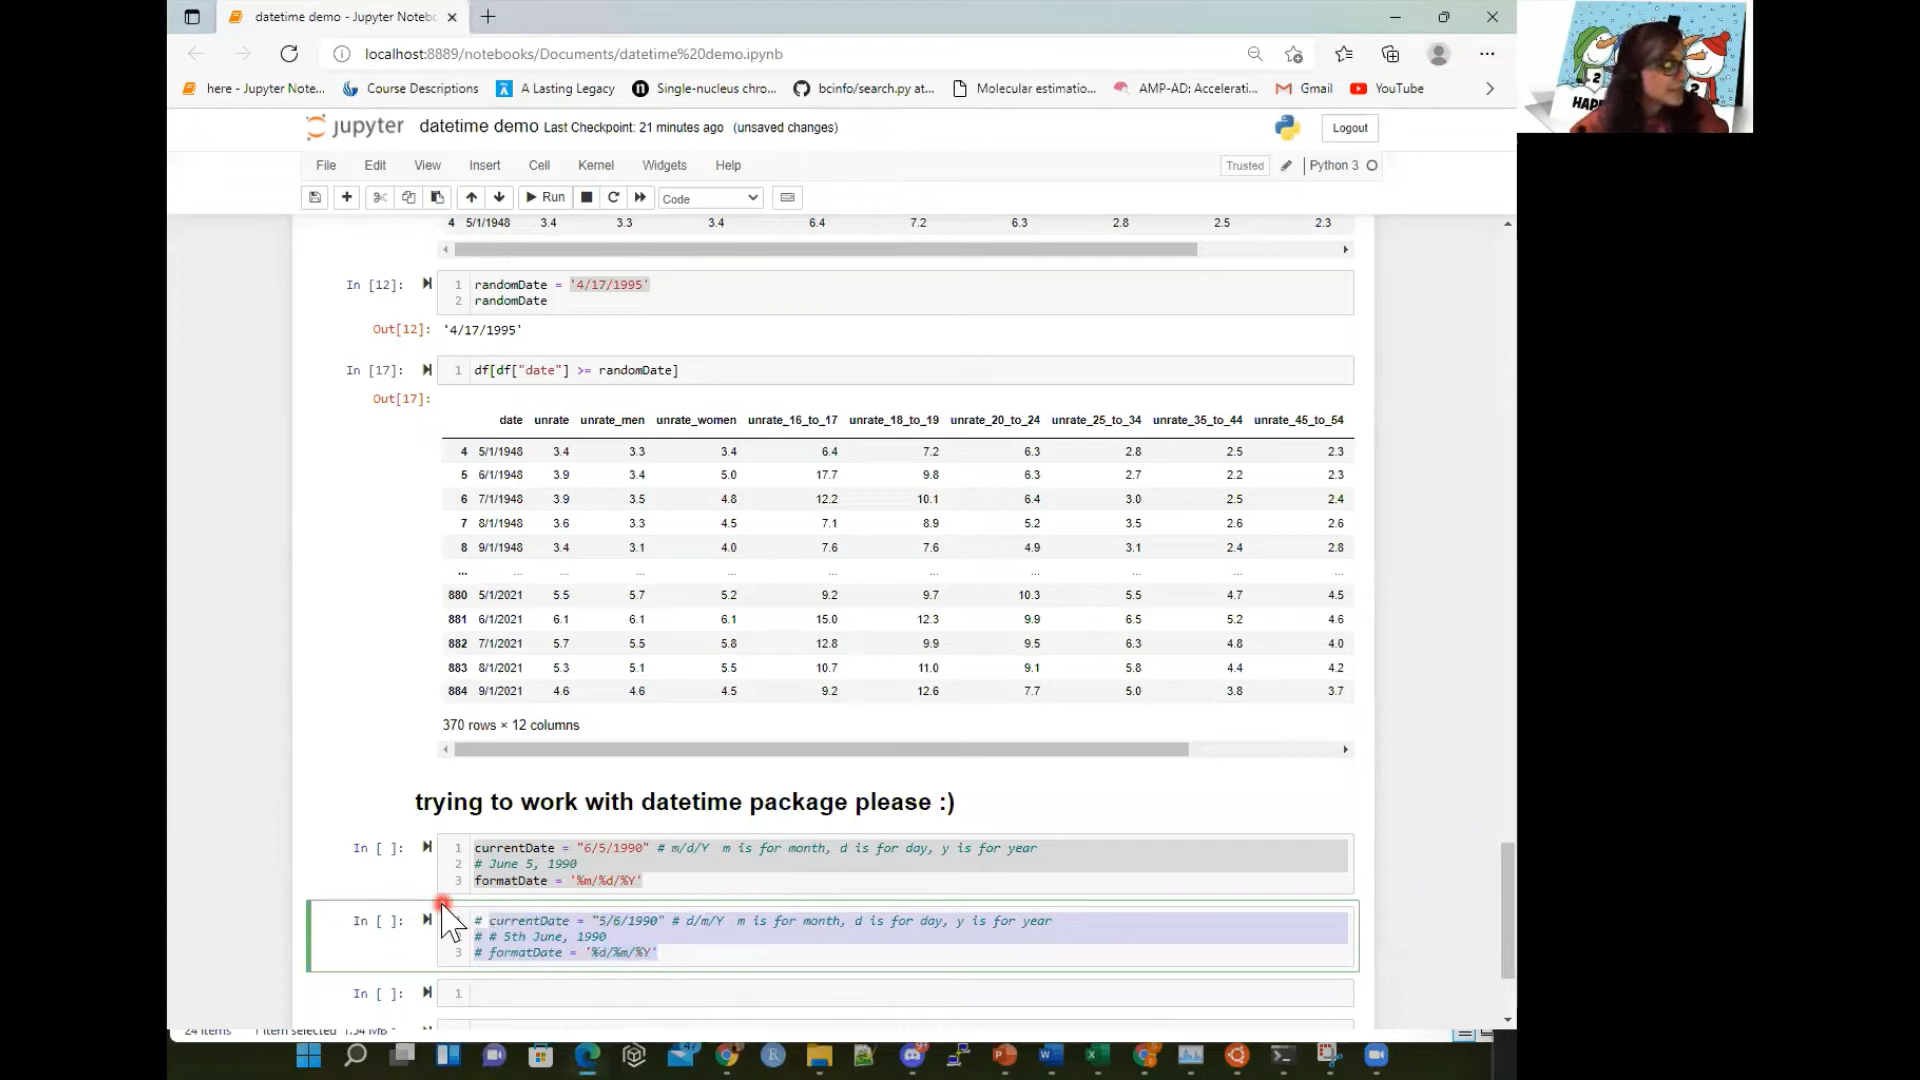 datetime demo - Jupyter Notebo
localhost:8889/notebooks/Documents/datetime%20demo.ipynb
here - Jupyter Note...
Course Descriptions
A Lasting Legacy
Single-nucleus chro...
bcinfo/search.py at...
Molecular estimatio...
AMP-AD: Accelerati...
Gmail
YouTube
jupyter datetime demo Last Checkpoint: 21 minutes ago (unsaved changes)
Logout
File Edit View Insert Cell Kernel Widgets Help
Trusted Python 3
Run Code
4 5/1/1948 3.4 3.3 3.4 6.4 7.2 6.3 2.8 2.5 2.3
In [12]: 1 randomDate = '4/17/1995'
2 randomDate
Out[12]: '4/17/1995'
In [17]: 1 df[df["date"] >= randomDate]
Out[17]:
date unrate unrate_men unrate_women unrate_16_to_17 unrate_18_to_19 unrate_20_to_24 unrate_25_to_34 unrate_35_to_44 unrate_45_to_54
4 5/1/1948 3.4 3.3 3.4 6.4 7.2 6.3 2.8 2.5 2.3
5 6/1/1948 3.9 3.4 5.0 17.7 9.8 6.3 2.7 2.2 2.3
6 7/1/1948 3.9 3.5 4.8 12.2 10.1 6.4 3.0 2.5 2.4
7 8/1/1948 3.6 3.3 4.5 7.1 8.9 5.2 3.5 2.6 2.6
8 9/1/1948 3.4 3.1 4.0 7.6 7.6 4.9 3.1 2.4 2.8
... ... ... ... ... ... ... ... ... ... ...
880 5/1/2021 5.5 5.7 5.2 9.2 9.7 10.3 5.5 4.7 4.5
881 6/1/2021 6.1 6.1 6.1 15.0 12.3 9.9 6.5 5.2 4.6
882 7/1/2021 5.7 5.5 5.8 12.8 9.9 9.5 6.3 4.8 4.0
883 8/1/2021 5.3 5.1 5.5 10.7 11.0 9.1 5.8 4.4 4.2
884 9/1/2021 4.6 4.6 4.5 9.2 12.6 7.7 5.0 3.8 3.7
370 rows × 12 columns
trying to work with datetime package please :)
In [ ]: 1 currentDate = "6/5/1990" # m/d/Y m is for month, d is for day, y is for year
2 # June 5, 1990
3 formatDate = '%m/%d/%Y'
In [ ]: # currentDate = "5/6/1990" # d/m/Y m is for month, d is for day, y is for year
# # 5th June, 1990
3 # formatDate = '%d/%m/%Y'
In [ ]: 1
24 items 1 item selected 1.54 MB